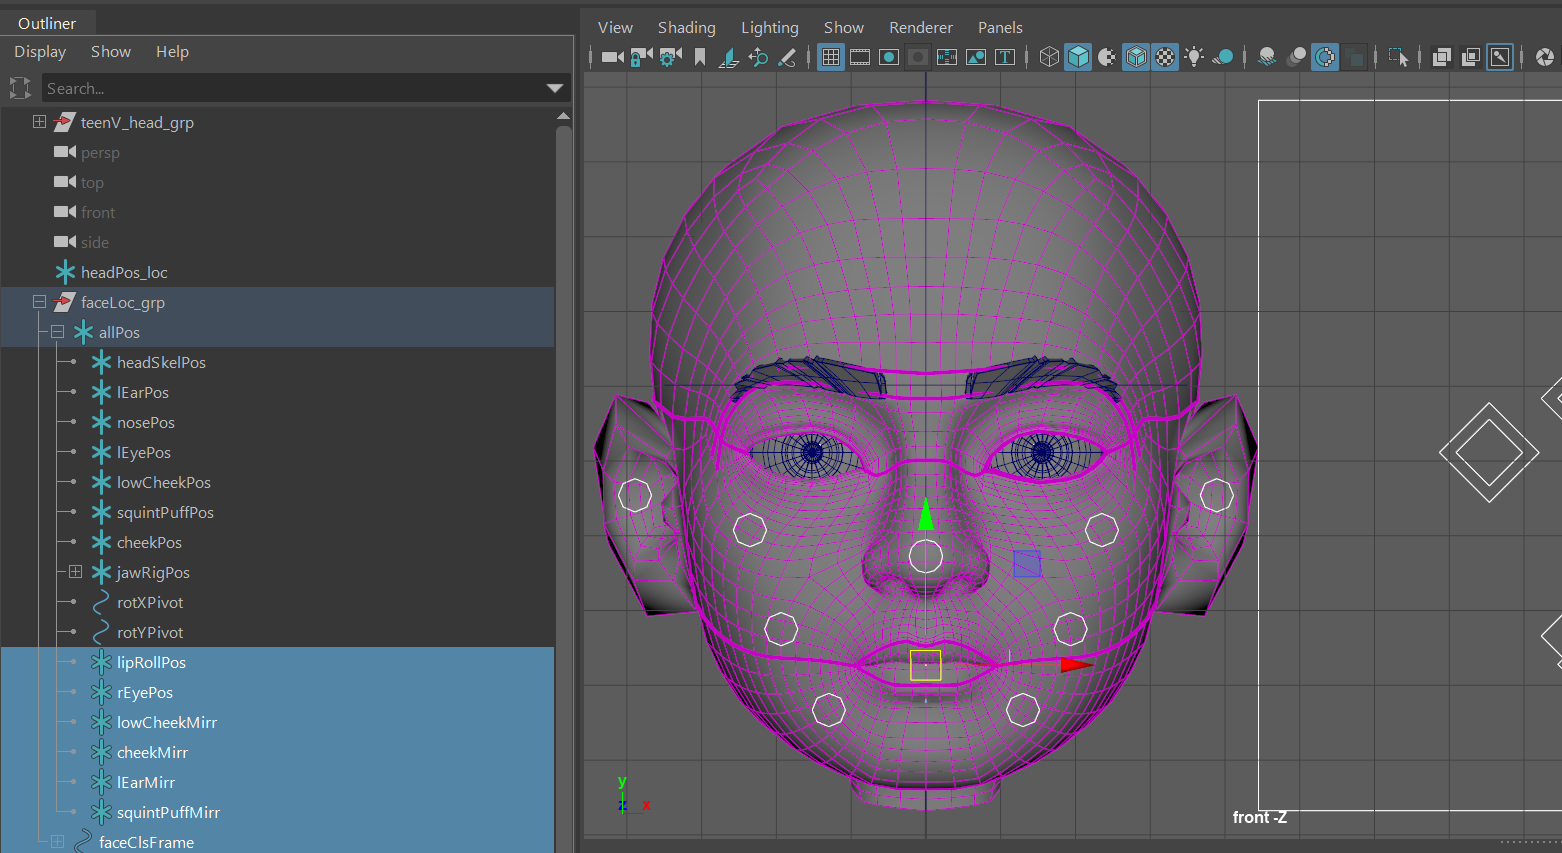 Outliner
Display Show Help
Search...
teenV_head_grp
persp
top
front
side
headPos_loc
faceLoc_grp
allPos
headSkelPos
lEarPos
nosePos
lEyePos
lowCheekPos
squintPuffPos
cheekPos
jawRigPos
rotXPivot
rotYPivot
lipRollPos
rEyePos
lowCheekMirr
cheekMirr
lEarMirr
squintPuffMirr
faceClsFrame
View Shading Lighting Show Renderer Panels
T
y
z x
front -Z